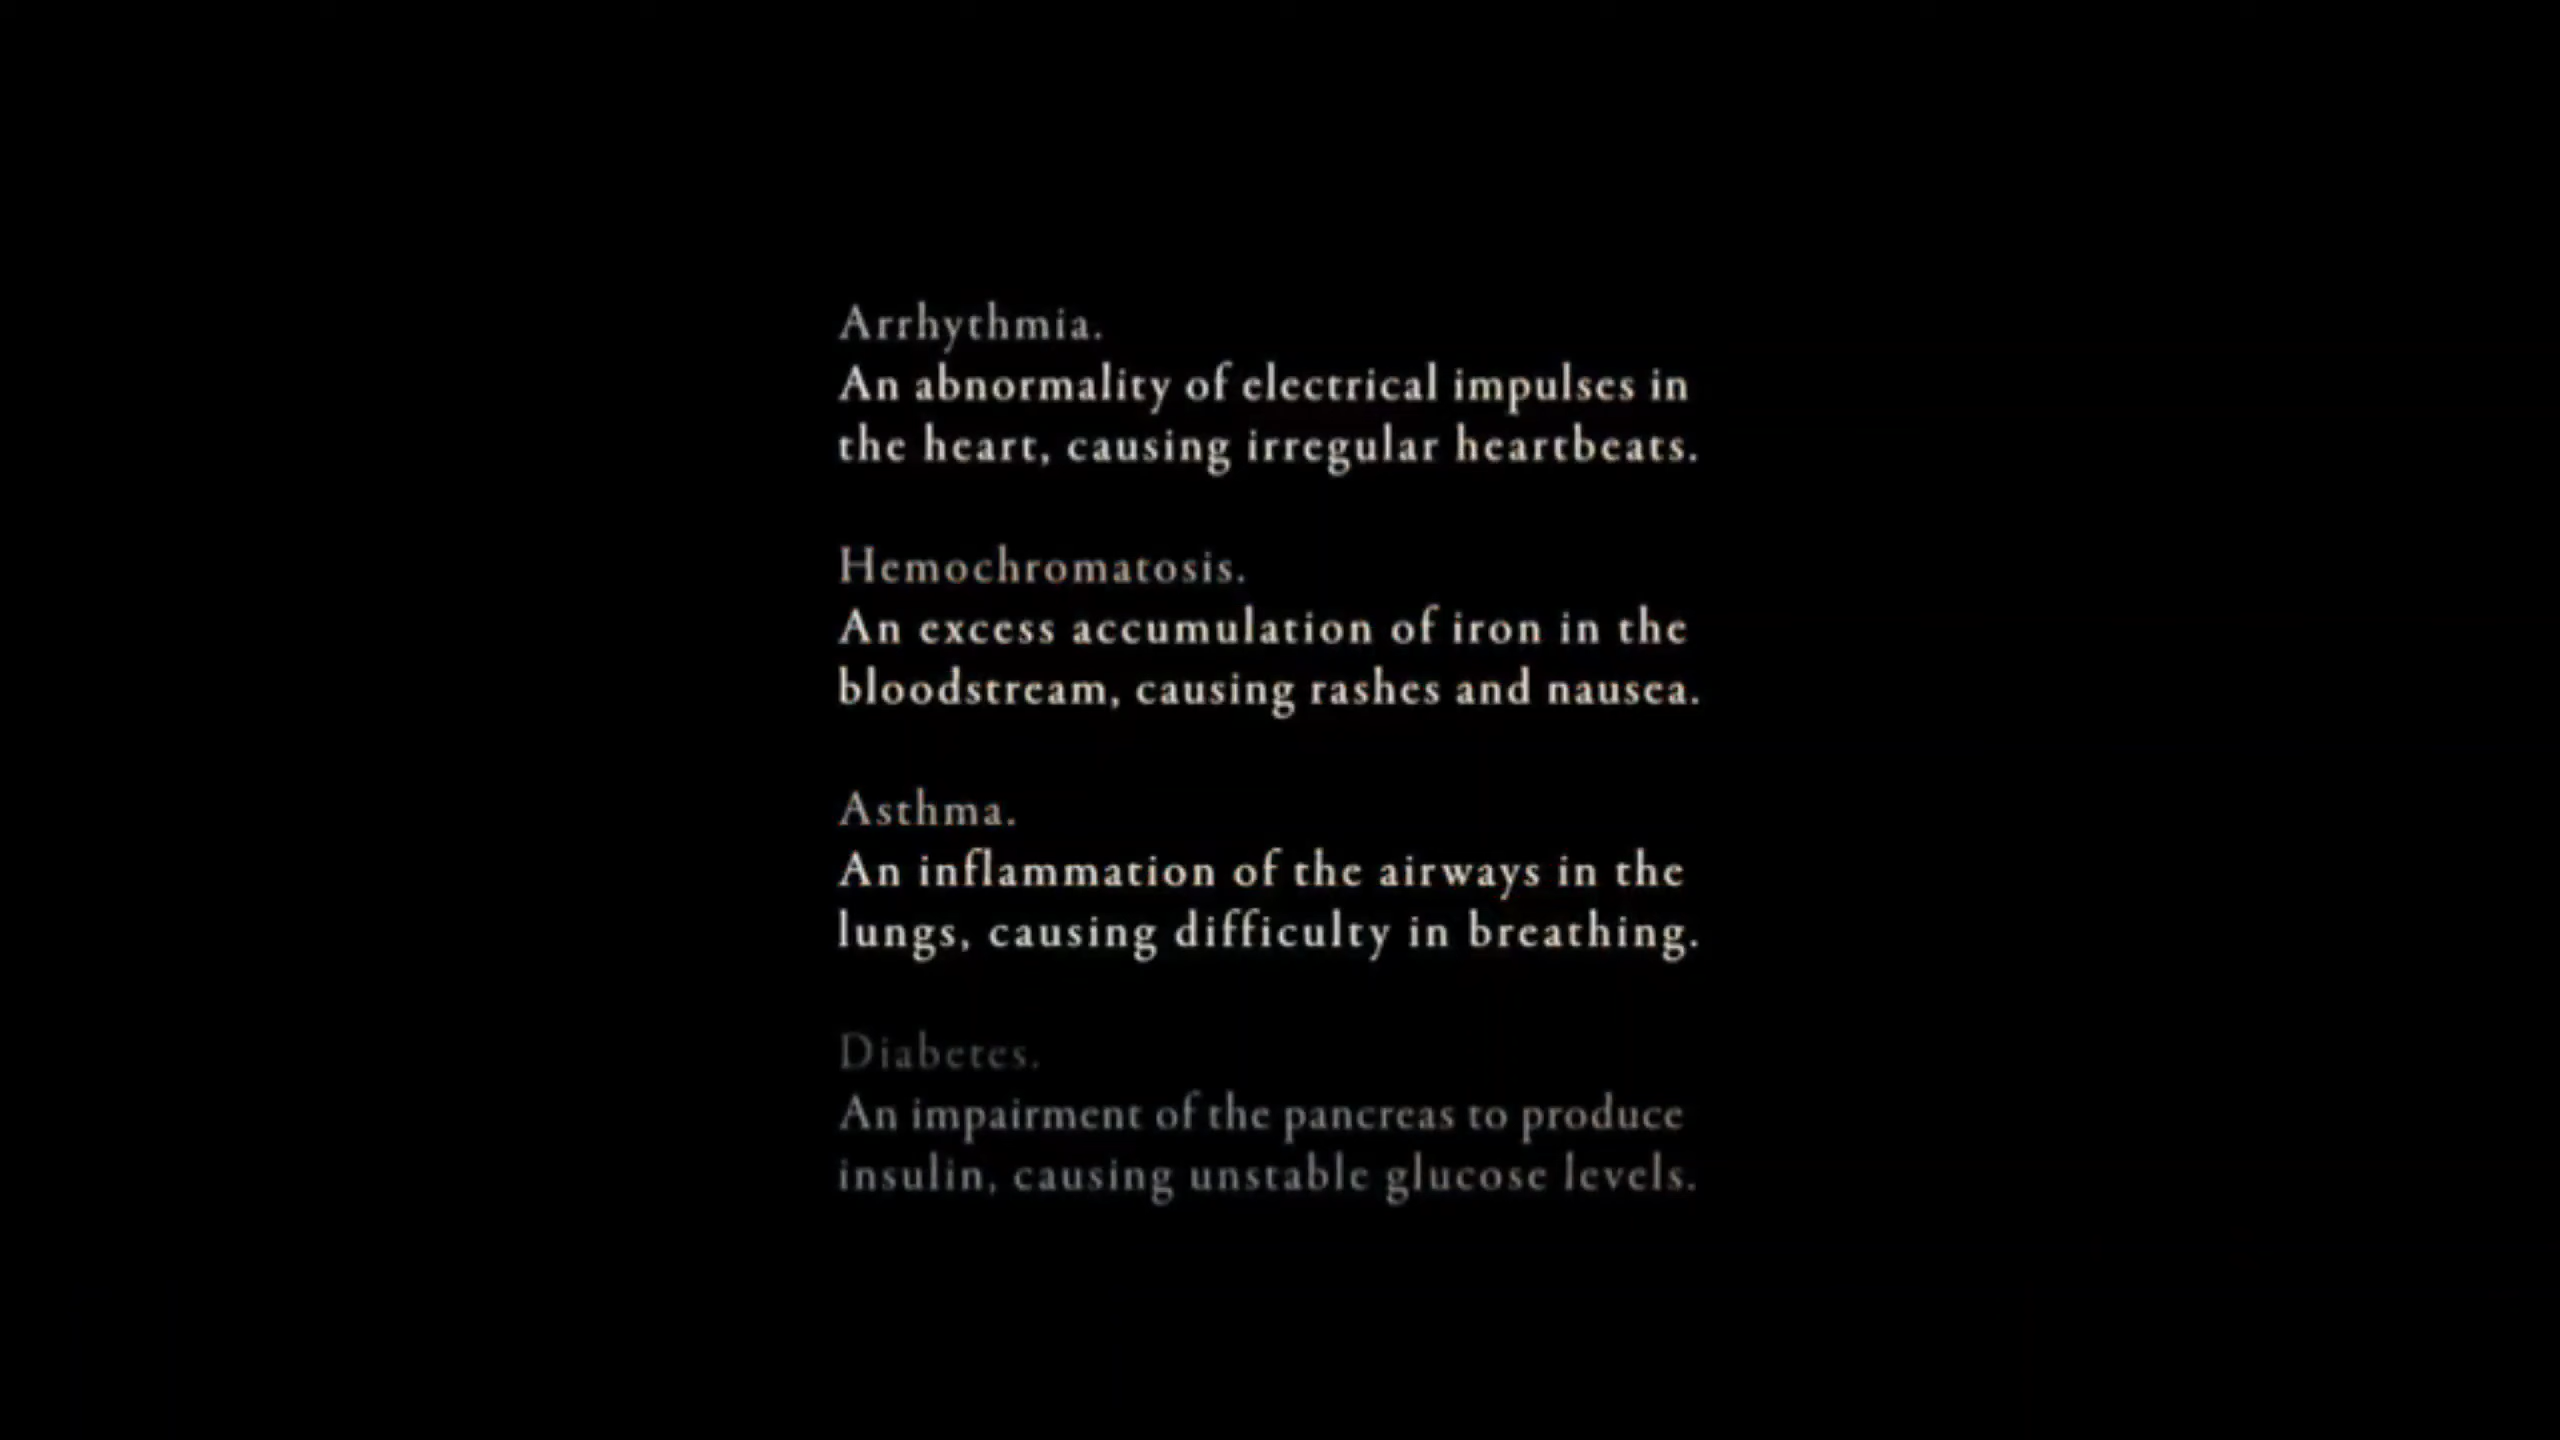 Arrhythmia.
An abnormality of electrical impulses in
the heart, causing irregular heartbeats.
Hemochromatosis.
An excess accumulation of iron in the
bloodstream, causing rashes and nausea.
Asthma.
An inflammation of the airways in the
lungs, causing difficulty in breathing.
Diabetes.
An impairment of the pancreas to produce
insulin, causing unstable glucose levels.